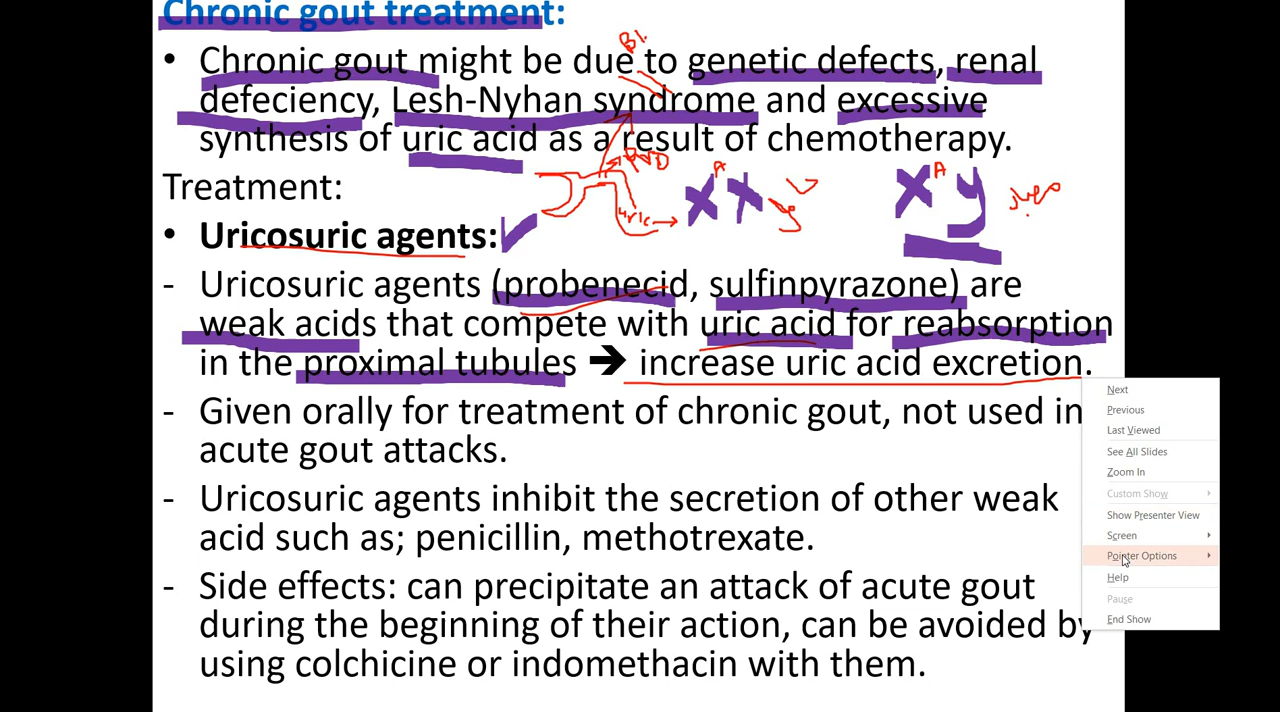 Chronic gout treatment:
• Chronic gout might be due to genetic defects, renal
defeciency, Lesh-Nyhan syndrome and excessive
synthesis of uric acid as a result of chemotherapy.
Treatment:
• Uricosuric agents:
- Uricosuric agents (probenecid, sulfinpyrazone) are
weak acids that compete with uric acid for reabsorption
in the proximal tubules → increase uric acid excretion.
- Given orally for treatment of chronic gout, not used in
acute gout attacks.
- Uricosuric agents inhibit the secretion of other weak
acid such as; penicillin, methotrexate.
- Side effects: can precipitate an attack of acute gout
during the beginning of their action, can be avoided by
using colchicine or indomethacin with them.
Bl.
A
X X y
A
X y
uric
Next
Previous
Last Viewed
See All Slides
Zoom In
Custom Show
Show Presenter View
Screen
Pointer Options
Help
Pause
End Show